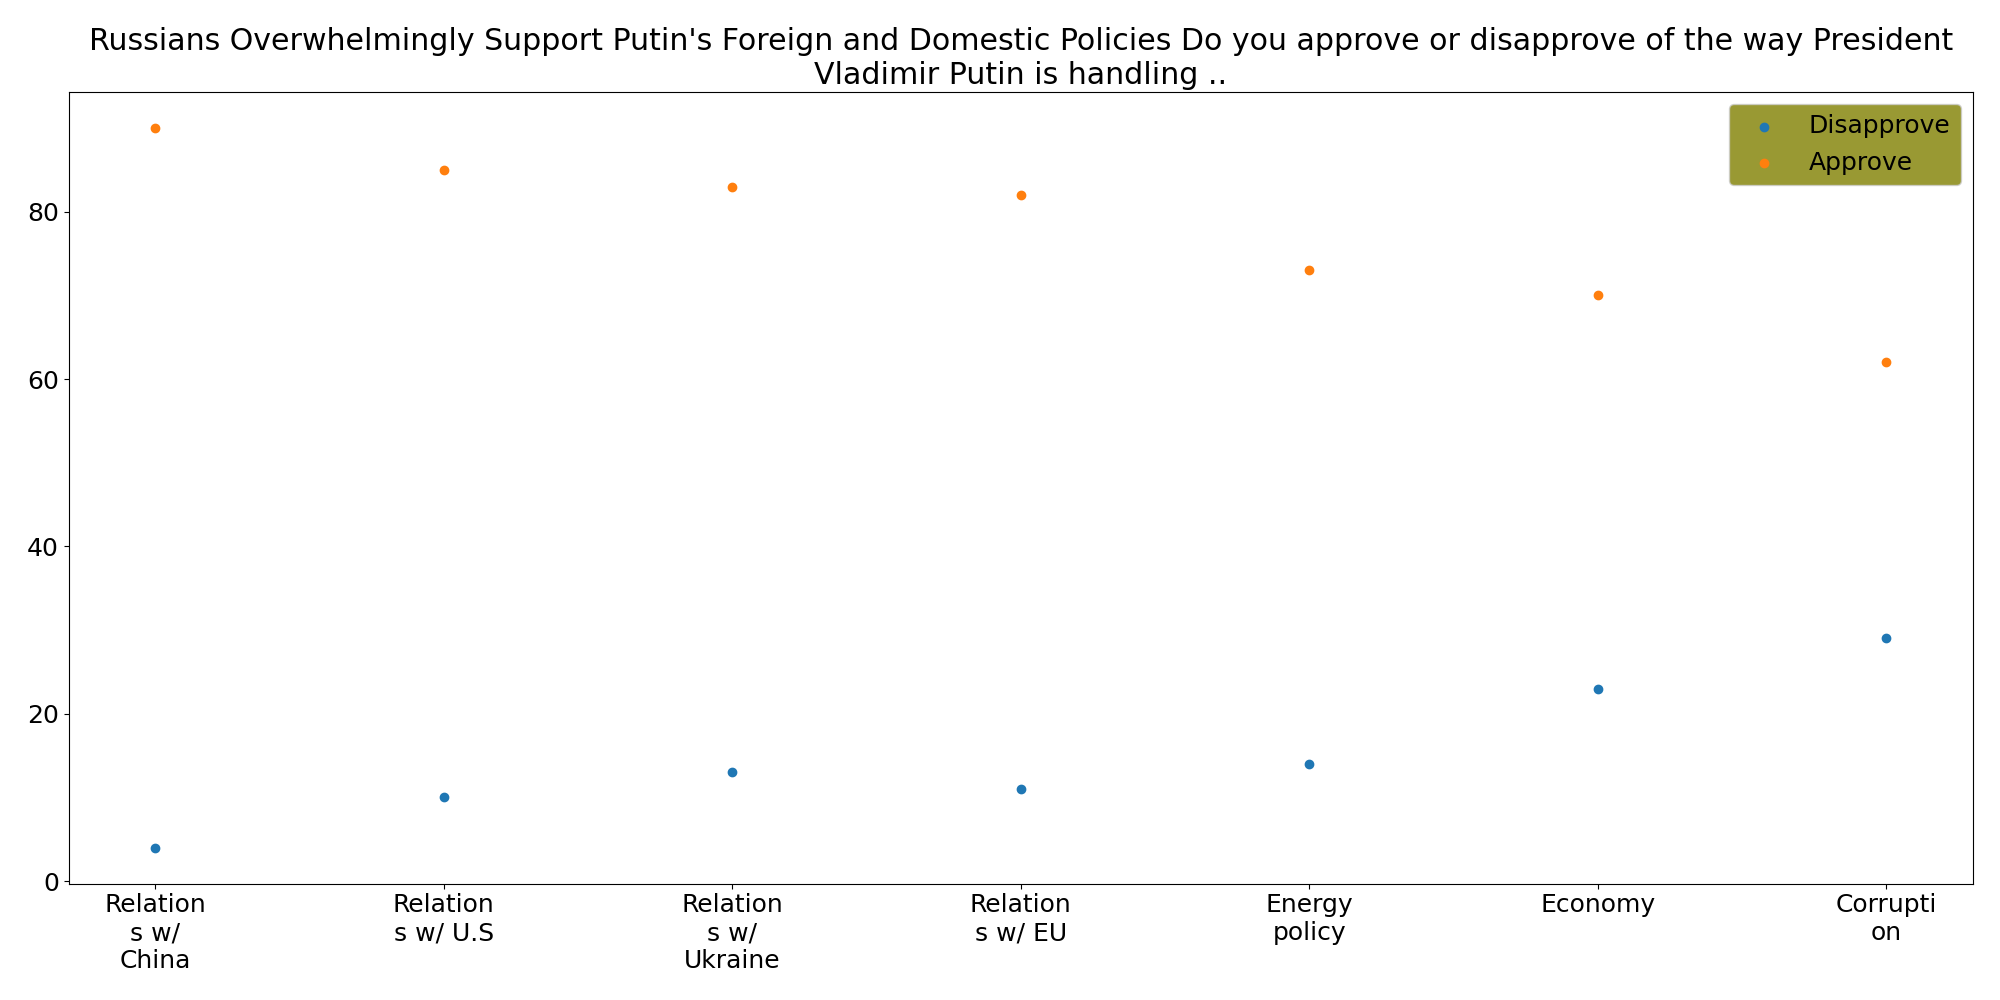 Russians Overwhelmingly Support Putin's Foreign and Domestic Policies Do you approve or disapprove of the way President
Vladimir Putin is handling ..
Disapprove
Approve
80
60
40
20
0
Relation
s w/
China
Relation
s w/ U.S
Relation
s w/
Ukraine
Relation
s w/ EU
Energy
policy
Economy
Corrupti
on